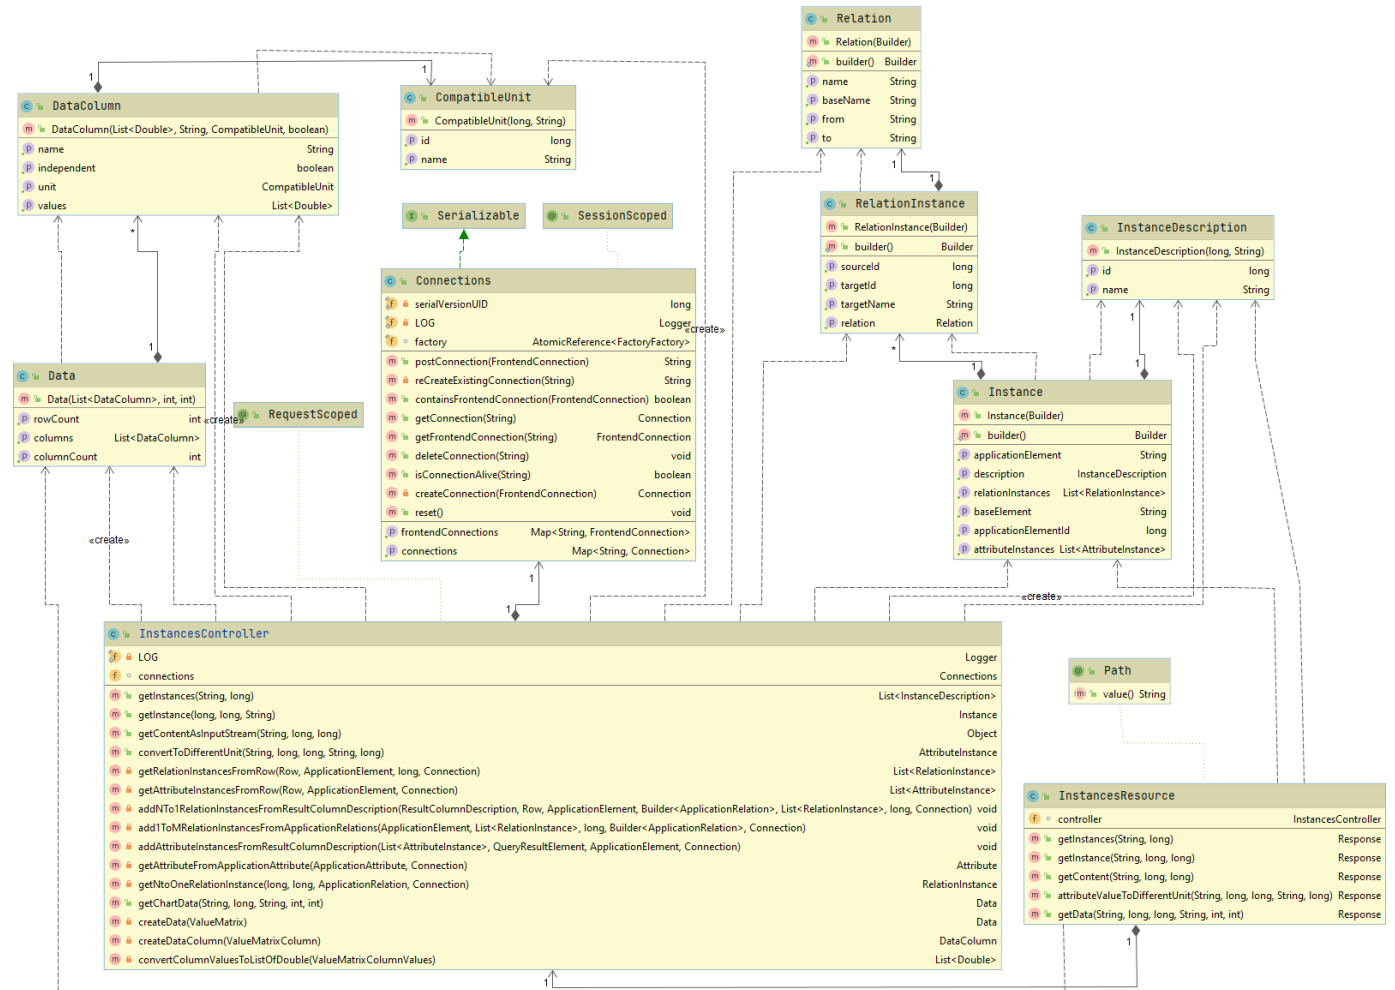 Relation
Relation(Builder)
builder() Builder
name String
baseName String
from String
to String
1
1
DataColumn
DataColumn(List<Double>, String, CompatibleUnit, boolean)
name String
independent boolean
unit CompatibleUnit
values List<Double>
CompatibleUnit
CompatibleUnit(long, String)
id long
name String
1
1
RelationInstance
RelationInstance(Builder)
builder() Builder
sourceId long
targetId long
targetName String
relation Relation
Serializable
SessionScoped
InstanceDescription
InstanceDescription(long, String)
id long
name String
*
1
Connections
serialVersionUID long
LOG Logger
factory AtomicReference<FactoryFactory>
postConnection(FrontendConnection) String
reCreateExistingConnection(String) String
containsFrontendConnection(FrontendConnection) boolean
getConnection(String) Connection
getFrontendConnection(String) FrontendConnection
deleteConnection(String) void
isConnectionAlive(String) boolean
createConnection(FrontendConnection) Connection
reset() void
frontendConnections Map<String, FrontendConnection>
connections Map<String, Connection>
«create»
1
*
1
1
1
Data
Data(List<DataColumn>, int, int)
rowCount int
columns List<DataColumn>
columnCount int
«create»
RequestScoped
Instance
Instance(Builder)
builder() Builder
applicationElement String
description InstanceDescription
relationInstances List<RelationInstance>
baseElement String
applicationElementId long
attributeInstances List<AttributeInstance>
«create»
«create»
1
1
InstancesController
LOG Logger
connections Connections
getInstances(String, long) List<InstanceDescription>
getInstance(long, long, String) Instance
getContentAsInputStream(String, long, long) Object
convertToDifferentUnit(String, long, long, String, long) AttributeInstance
getRelationInstancesFromRow(Row, ApplicationElement, long, Connection) List<RelationInstance>
getAttributeInstancesFromRow(Row, ApplicationElement, Connection) List<AttributeInstance>
addNTo1RelationInstancesFromResultColumnDescription(ResultColumnDescription, Row, ApplicationElement, Builder<ApplicationRelation>, List<RelationInstance>, long, Connection) void
add1ToMRelationInstancesFromApplicationRelations(ApplicationElement, List<RelationInstance>, long, Builder<ApplicationRelation>, Connection) void
addAttributeInstancesFromResultColumnDescription(List<AttributeInstance>, QueryResultElement, ApplicationElement, Connection) void
getAttributeFromApplicationAttribute(ApplicationAttribute, Connection) Attribute
getNtoOneRelationInstance(long, long, ApplicationRelation, Connection) RelationInstance
getChartData(String, long, String, int, int) Data
createData(ValueMatrix) Data
createDataColumn(ValueMatrixColumn) DataColumn
convertColumnValuesToListOfDouble(ValueMatrixColumnValues) List<Double>
Path
value() String
InstancesResource
controller InstancesController
getInstances(String, long) Response
getInstance(String, long, long) Response
getContent(String, long, long) Response
attributeValueToDifferentUnit(String, long, long, String, long) Response
getData(String, long, long, String, int, int) Response
1
1